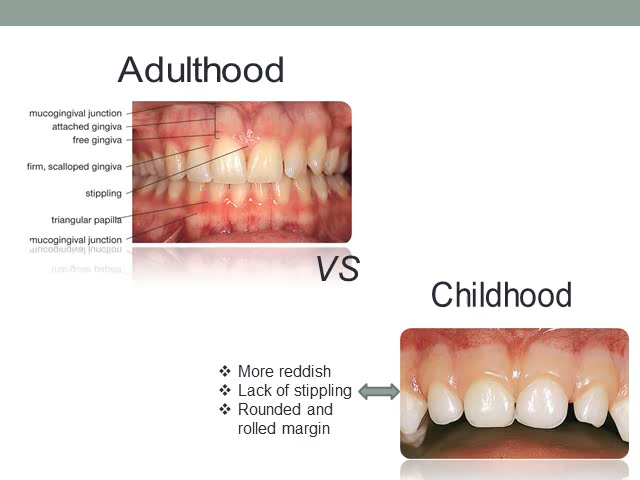 Adulthood
mucogingival junction
attached gingiva
free gingiva
firm, scalloped gingiva
stippling
triangular papilla
mucogingival junction
VS
Childhood
❖ More reddish
❖ Lack of stippling
❖ Rounded and
rolled margin